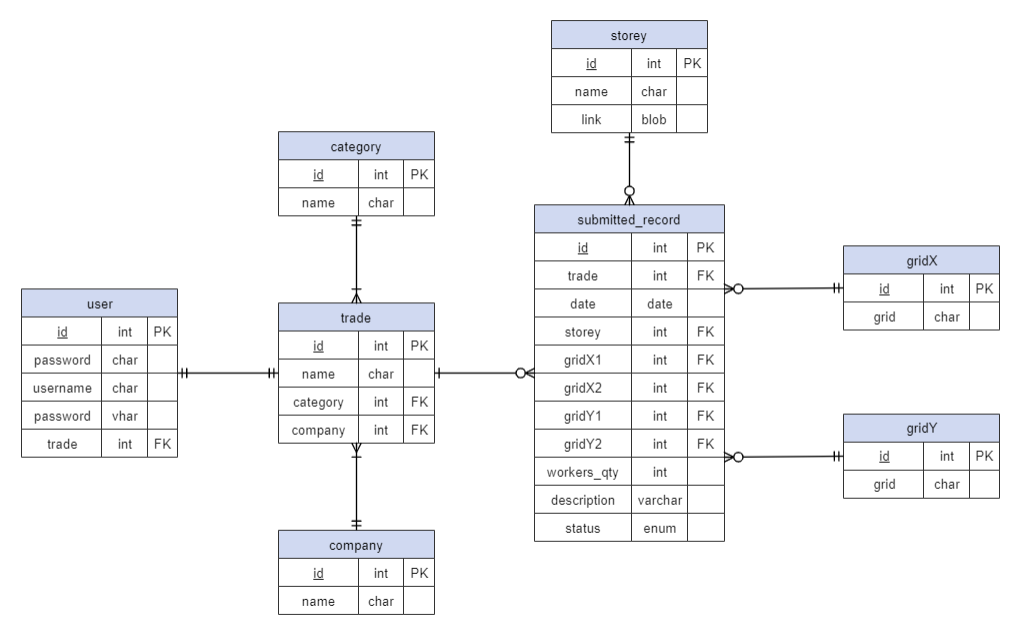 storey
id int PK
name char
link blob
category
id int PK
name char
submitted_record
id int PK
trade int FK
date date
storey int FK
gridX1 int FK
gridX2 int FK
gridY1 int FK
gridY2 int FK
workers_qty int
description varchar
status enum
gridX
id int PK
grid char
user
id int PK
password char
username char
password vhar
trade int FK
trade
id int PK
name char
category int FK
company int FK
gridY
id int PK
grid char
company
id int PK
name char